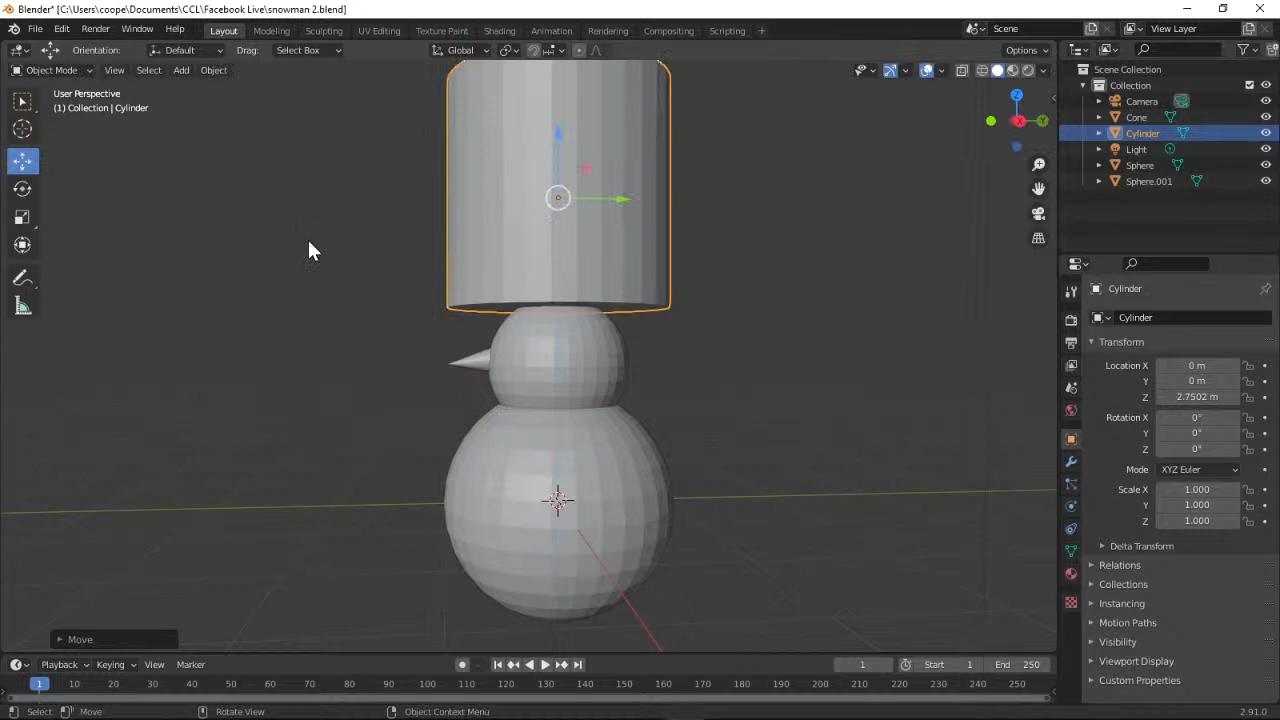 Blender* [C:\Users\coope\Documents\CCL\Facebook Live\snowman 2.blend]
File Edit Render Window Help Layout Modeling Sculpting UV Editing Texture Paint Shading Animation Rendering Compositing Scripting + Scene View Layer
Orientation: Default Drag: Select Box Global Options
Object Mode View Select Add Object
User Perspective
(1) Collection | Cylinder
Z
X
Y
Scene Collection
Collection
Camera
Cone
Cylinder
Light
Sphere
Sphere.001
Cylinder
Cylinder
Transform
Location X 0 m
Y 0 m
Z 2.7502 m
Rotation X 0°
Y 0°
Z 0°
Mode XYZ Euler
Scale X 1.000
Y 1.000
Z 1.000
Delta Transform
Relations
Collections
Instancing
Motion Paths
Visibility
Viewport Display
Custom Properties
Move
Playback Keying View Marker 1 Start 1 End 250
1 10 20 30 40 50 60 70 80 90 100 110 120 130 140 150 160 170 180 190 200 210 220 230 240 250
Select Move Rotate View Object Context Menu 2.91.0